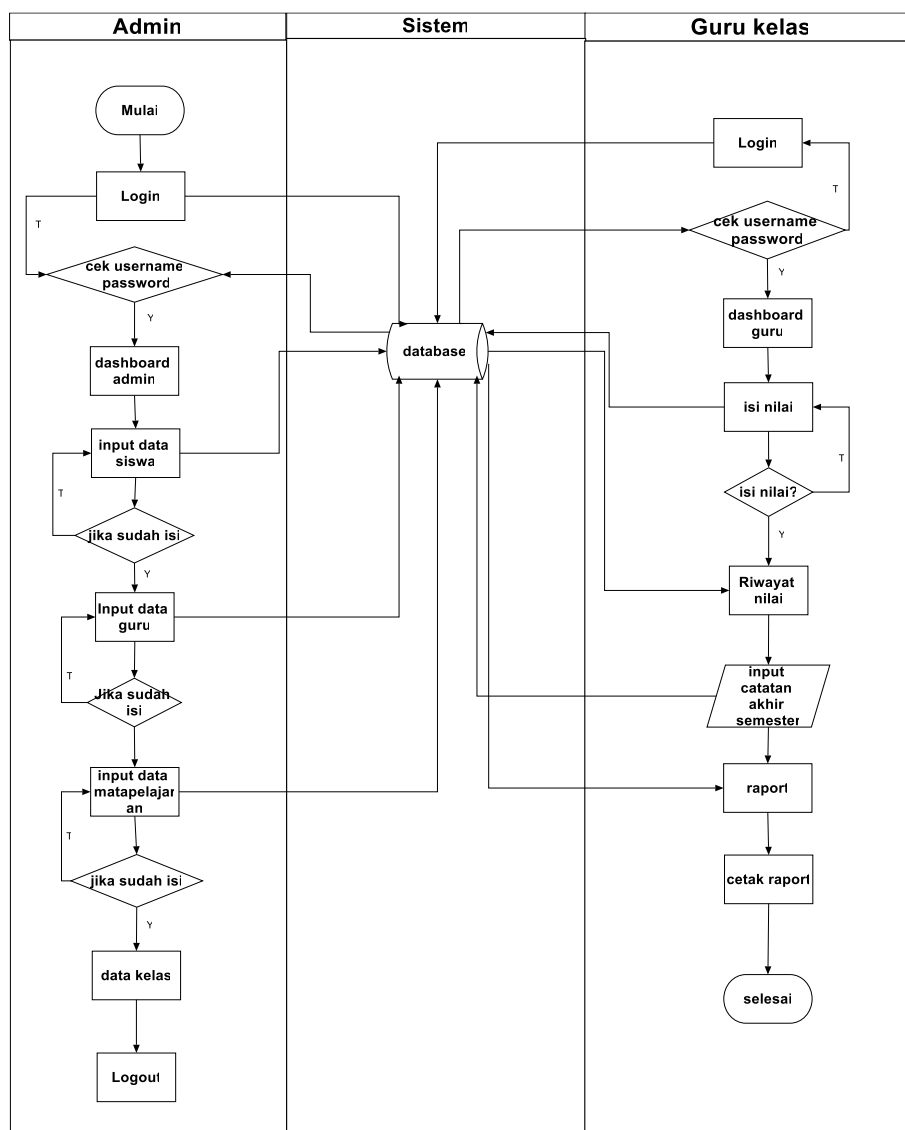 Admin
Sistem
Guru kelas
Mulai
Login
T
cek username
password
Y
dashboard
admin
input data
siswa
T
jika sudah isi
Y
Input data
guru
T
Jika sudah
isi
input data
matapelajar
an
T
jika sudah isi
Y
data kelas
Logout
database
Login
T
cek username
password
Y
dashboard
guru
isi nilai
T
isi nilai?
Y
Riwayat
nilai
input
catatan
akhir
semester
raport
cetak raport
selesai